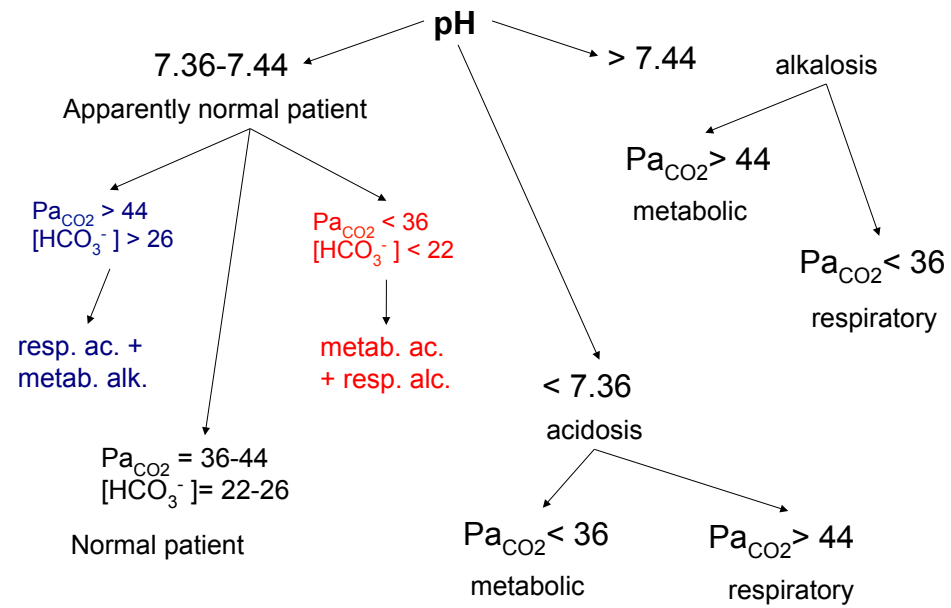 pH
7.36-7.44
Apparently normal patient
> 7.44
alkalosis
PaCO2 > 44
metabolic
PaCO2 < 36
respiratory
PaCO2 > 44
[HCO3- ] > 26
resp. ac. +
metab. alk.
PaCO2 < 36
[HCO3- ] < 22
metab. ac.
+ resp. alc.
PaCO2 = 36-44
[HCO3- ]= 22-26
Normal patient
< 7.36
acidosis
PaCO2 < 36
metabolic
PaCO2 > 44
respiratory